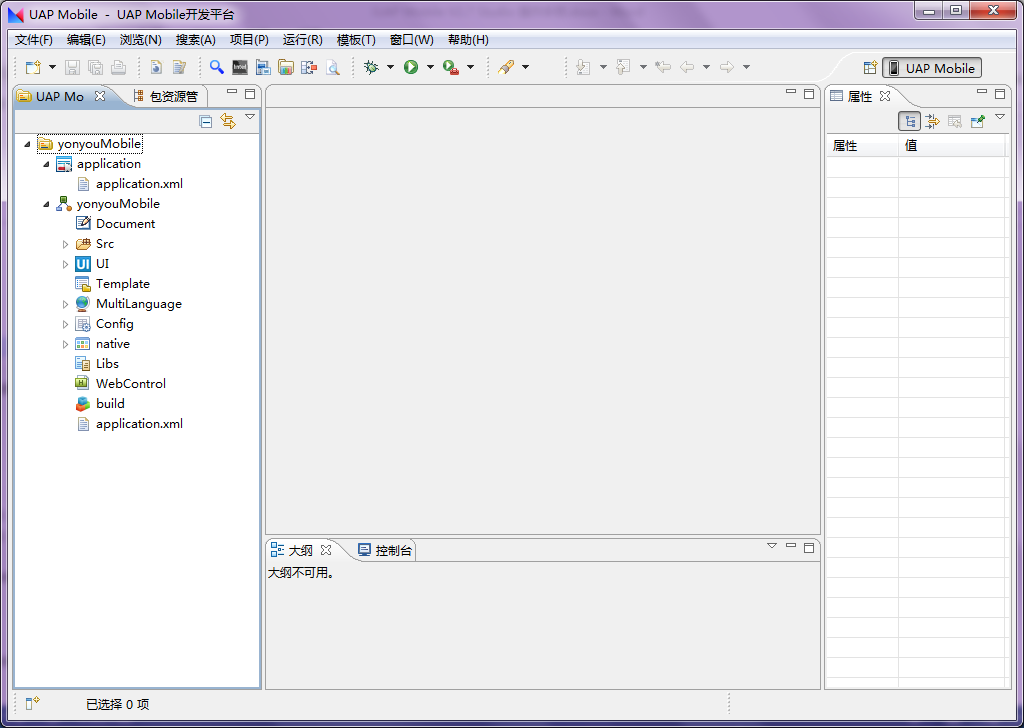 UAP Mobile - UAP Mobile开发平台
文件(F) 编辑(E) 浏览(N) 搜索(A) 项目(P) 运行(R) 模板(T) 窗口(W) 帮助(H)
UAP Mobile
UAP Mo 包资源管
属性
属性 值
yonyouMobile
application
application.xml
yonyouMobile
Document
Src
UI
Template
MultiLanguage
Config
native
Libs
WebControl
build
application.xml
大纲 控制台
大纲不可用。
已选择 0 项